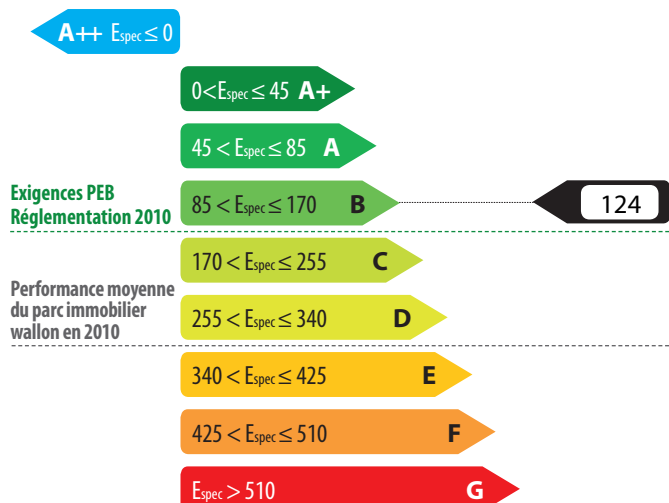 A++ Espec ≤ 0
0<Espec ≤ 45 A+
45 < Espec ≤ 85 A
Exigences PEB
Réglementation 2010
85 < Espec ≤ 170 B
124
170 < Espec ≤ 255 C
Performance moyenne
du parc immobilier
wallon en 2010
255 < Espec ≤ 340 D
340 < Espec ≤ 425 E
425 < Espec ≤ 510 F
Espec > 510 G